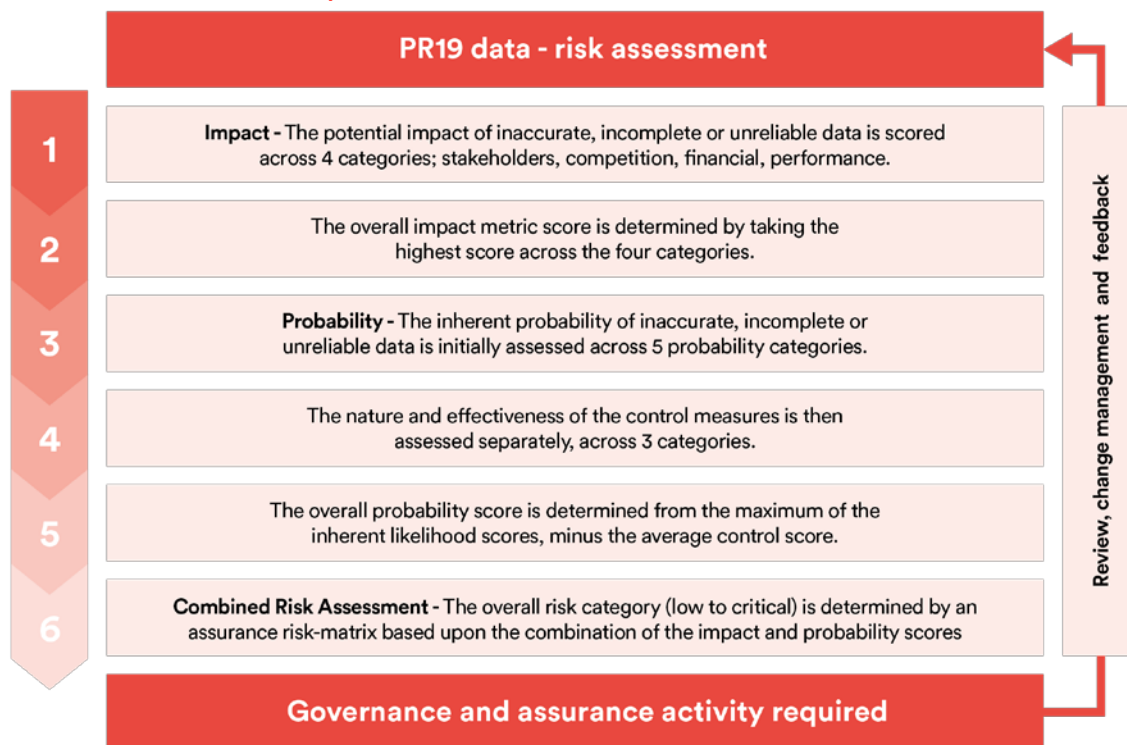 PR19 data - risk assessment
1
Impact - The potential impact of inaccurate, incomplete or unreliable data is scored
across 4 categories; stakeholders, competition, financial, performance.
2
The overall impact metric score is determined by taking the
highest score across the four categories.
3
Probability - The inherent probability of inaccurate, incomplete or
unreliable data is initially assessed across 5 probability categories.
4
The nature and effectiveness of the control measures is then
assessed separately, across 3 categories.
5
The overall probability score is determined from the maximum of the
inherent likelihood scores, minus the average control score.
6
Combined Risk Assessment - The overall risk category (low to critical) is determined by an
assurance risk-matrix based upon the combination of the impact and probability scores
Governance and assurance activity required
Review, change management and feedback